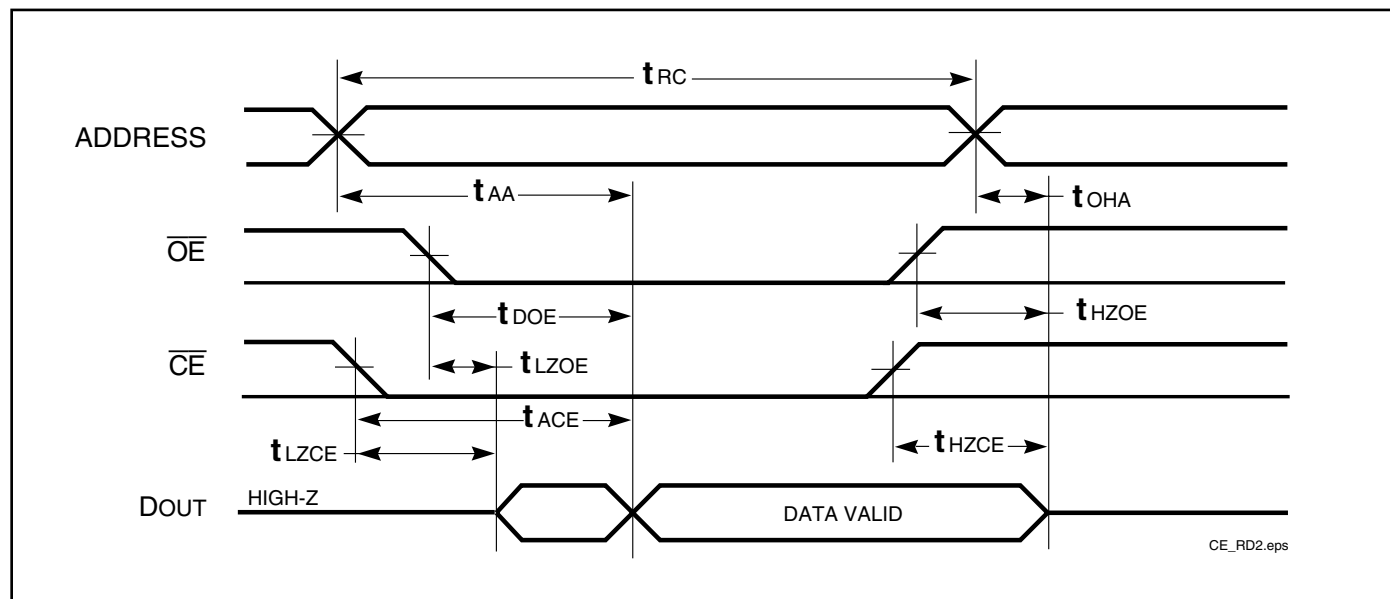 tRC
ADDRESS
tAA
tOHA
OE
tDOE
tHZOE
CE
tLZOE
tACE
tHZCE
tLZCE
DOUT
HIGH-Z
DATA VALID
CE_RD2.eps